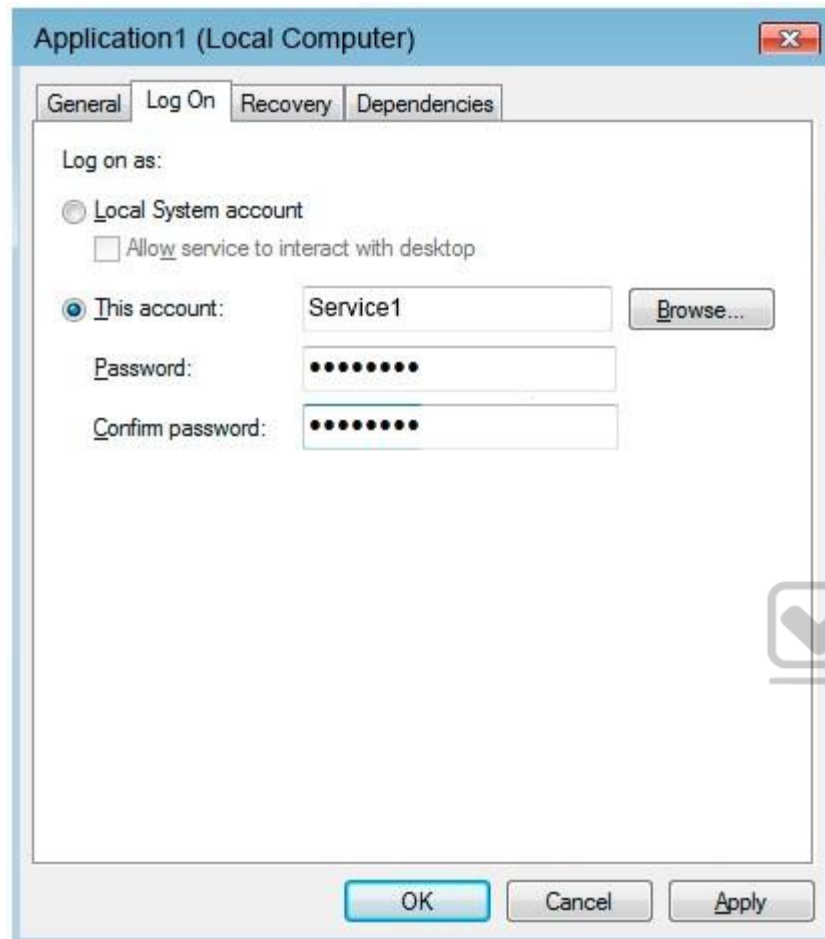 Application1 (Local Computer)
General Log On Recovery Dependencies
Log on as:
Local System account
Allow service to interact with desktop
This account: Service1 Browse...
Password: ●●●●●●●●
Confirm password: ●●●●●●●●
OK Cancel Apply